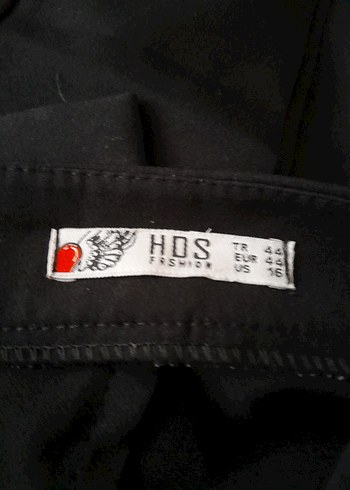 HDS
FASHION
TR 44
EUR 44
US 16